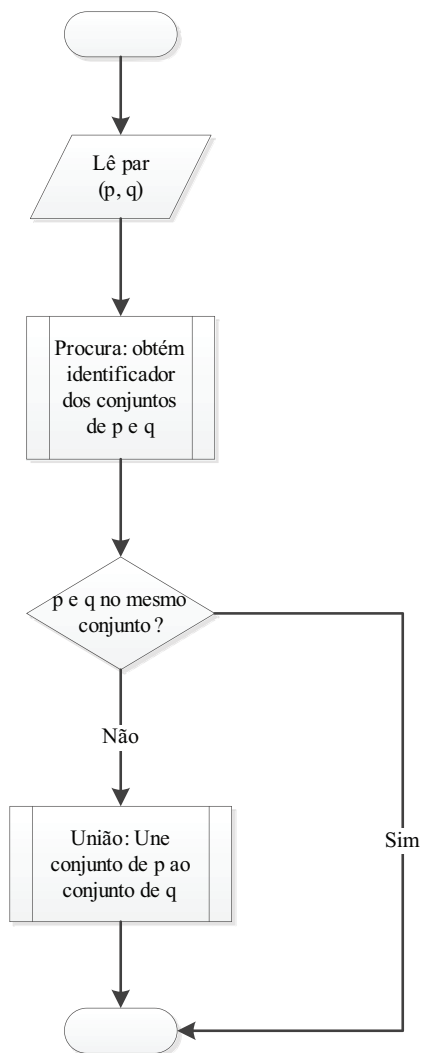 Lê par
(p, q)
Procura: obtém
identificador
dos conjuntos
de p e q
p e q no mesmo
conjunto ?
Não
União: Une
conjunto de p ao
conjunto de q
Sim